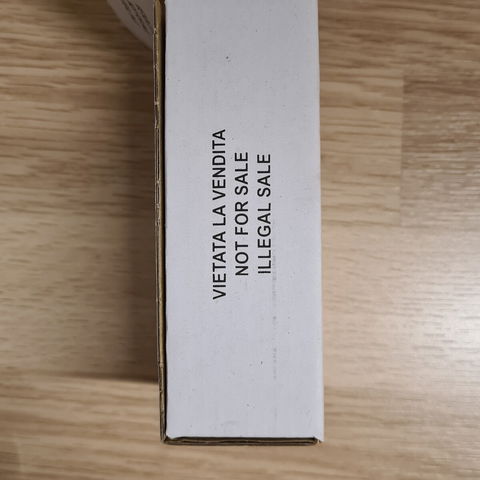 VIETATA LA VENDITA
NOT FOR SALE
ILLEGAL SALE